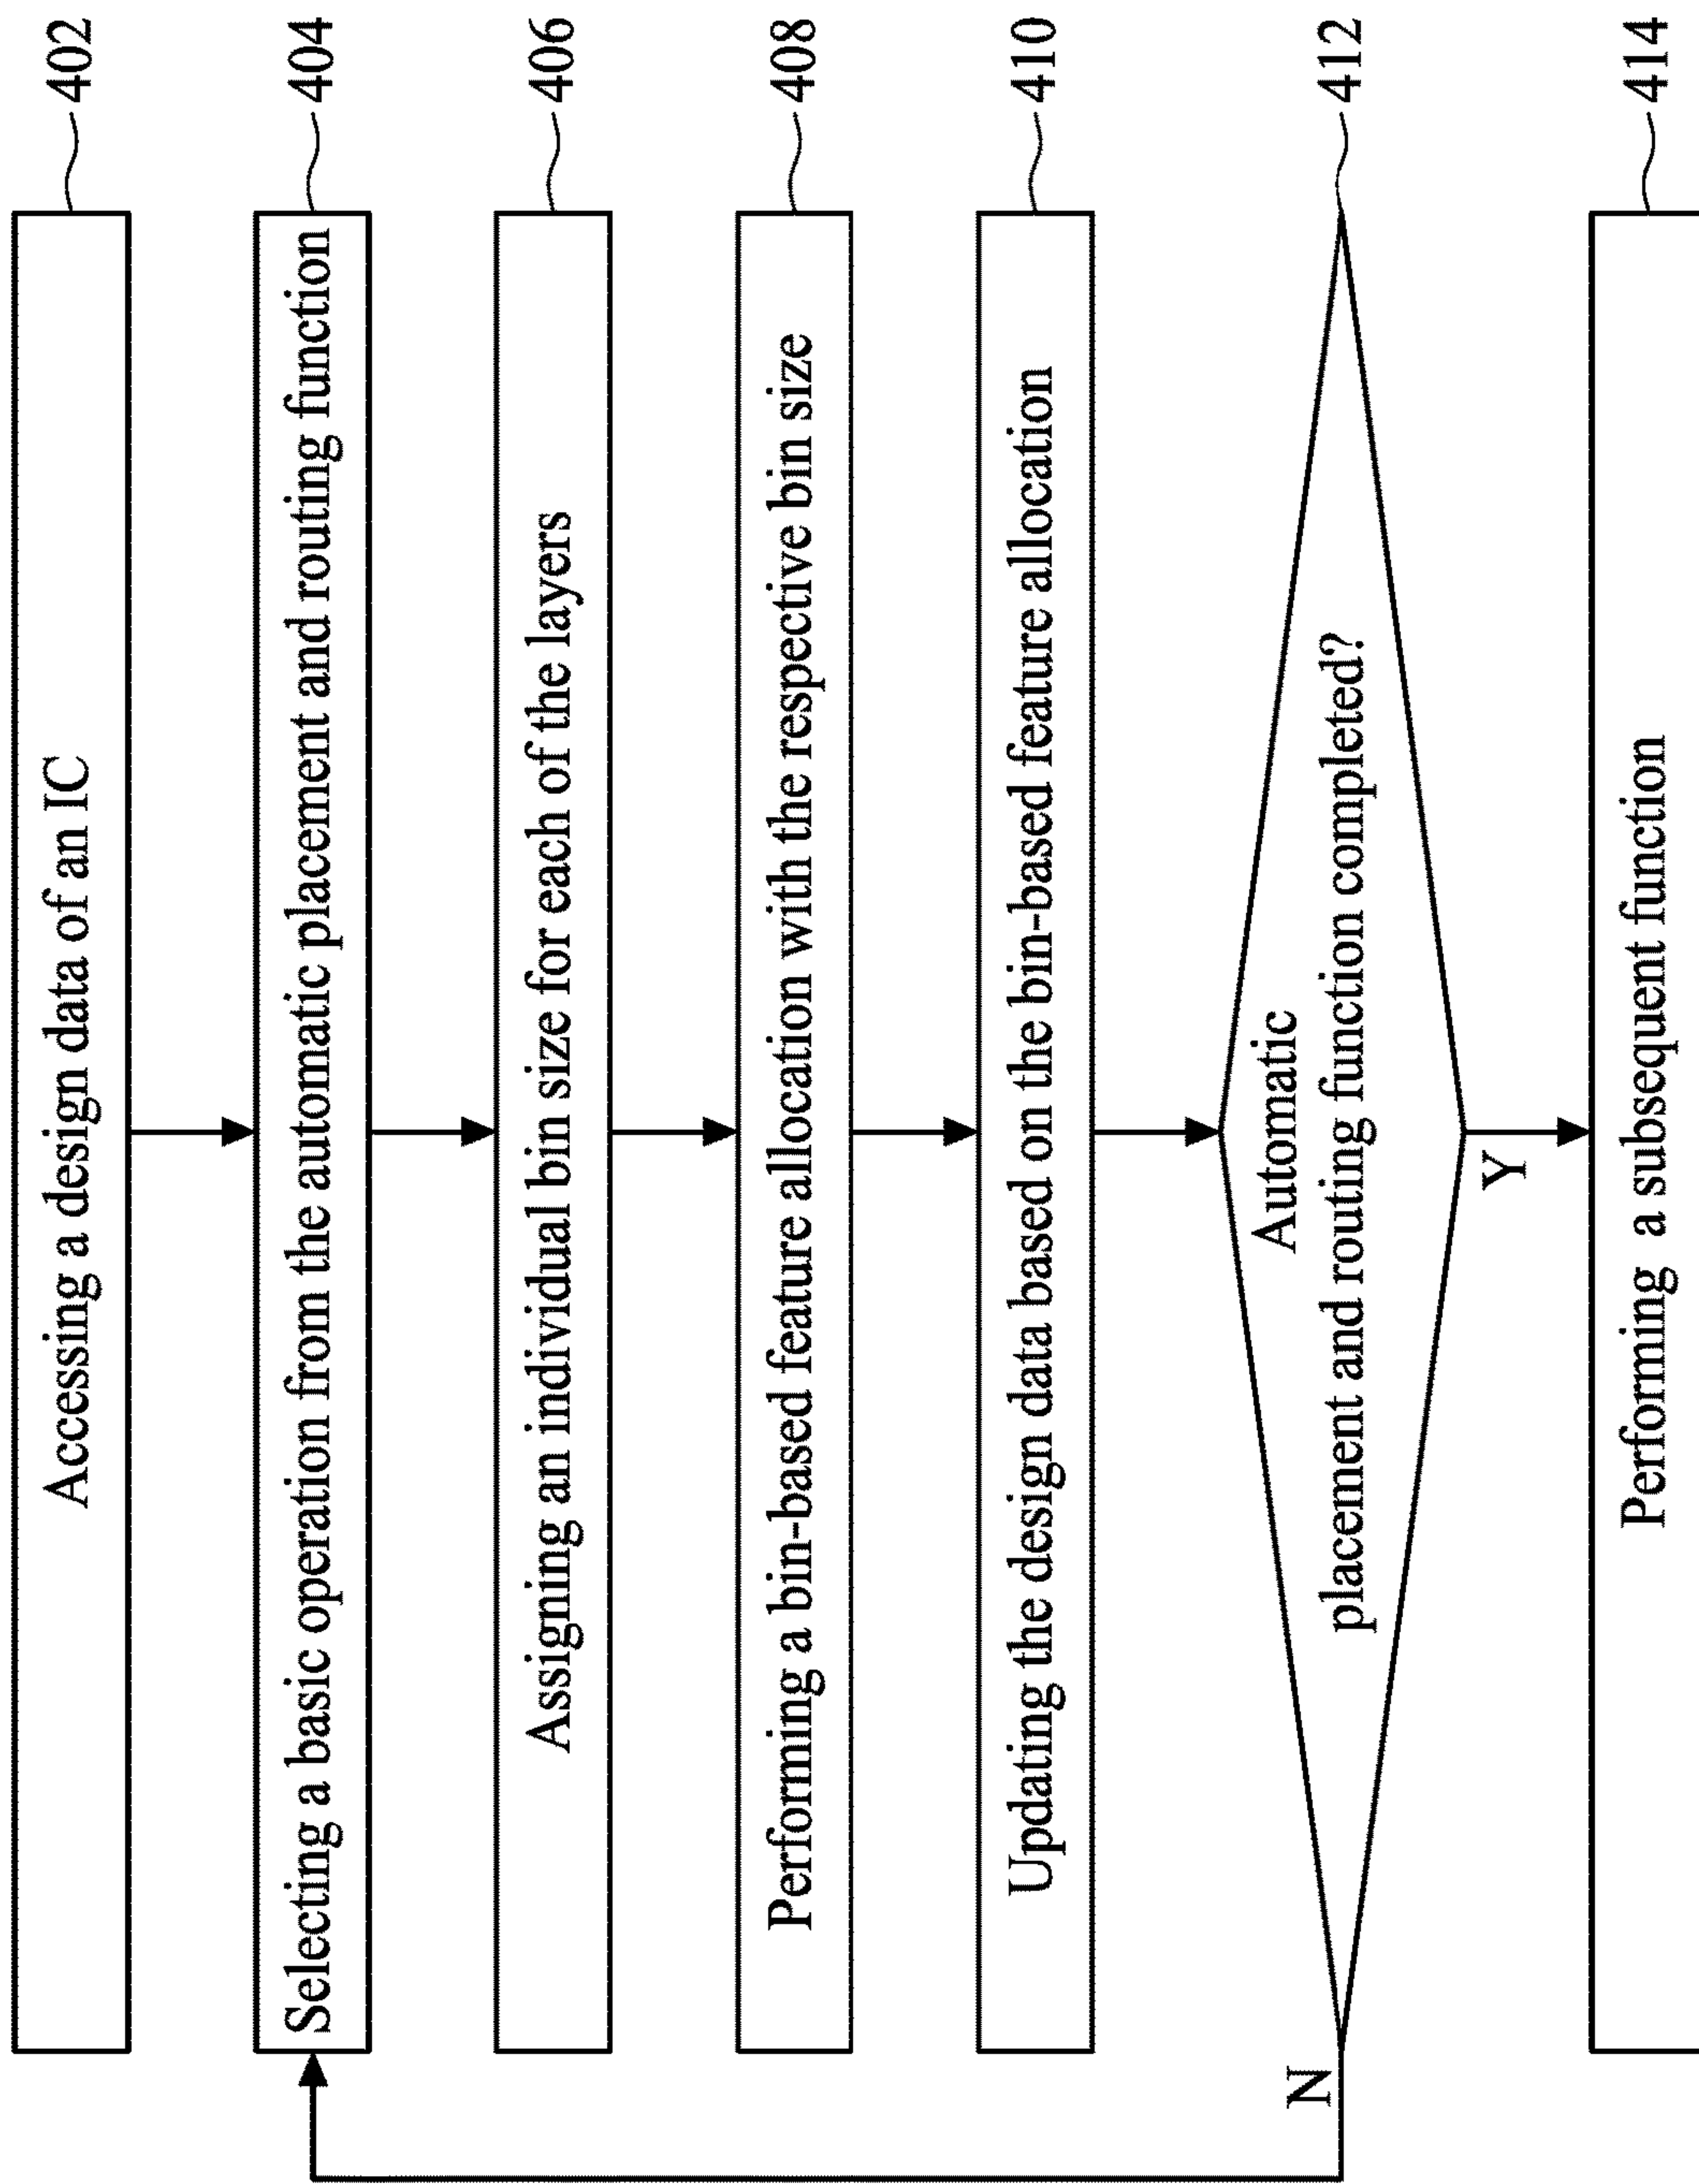 Accessing a design data of an IC
402
Selecting a basic operation from the automatic placement and routing function
404
Assigning an individual bin size for each of the layers
406
Performing a bin-based feature allocation with the respective bin size
408
Updating the design data based on the bin-based feature allocation
410
Automatic
placement and routing function completed?
412
N
Y
Performing a subsequent function
414